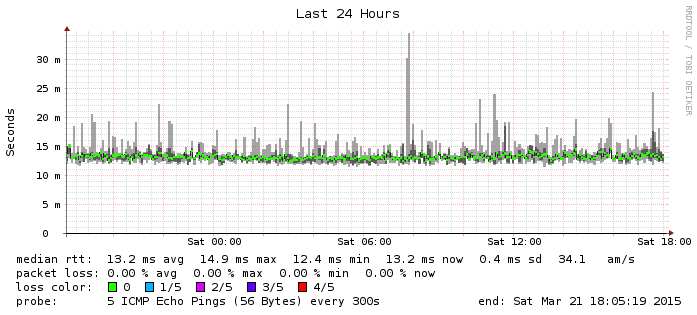 Last 24 Hours
RRDTOOL / TOBI OETIKER
Seconds
30 m
25 m
20 m
15 m
10 m
5 m
0
Sat 00:00 Sat 06:00 Sat 12:00 Sat 18:00
median rtt: 13.2 ms avg 14.9 ms max 12.4 ms min 13.2 ms now 0.4 ms sd 34.1 am/s
packet loss: 0.00 % avg 0.00 % max 0.00 % min 0.00 % now
loss color: 0 1/5 2/5 3/5 4/5
probe: 5 ICMP Echo Pings (56 Bytes) every 300s end: Sat Mar 21 18:05:19 2015